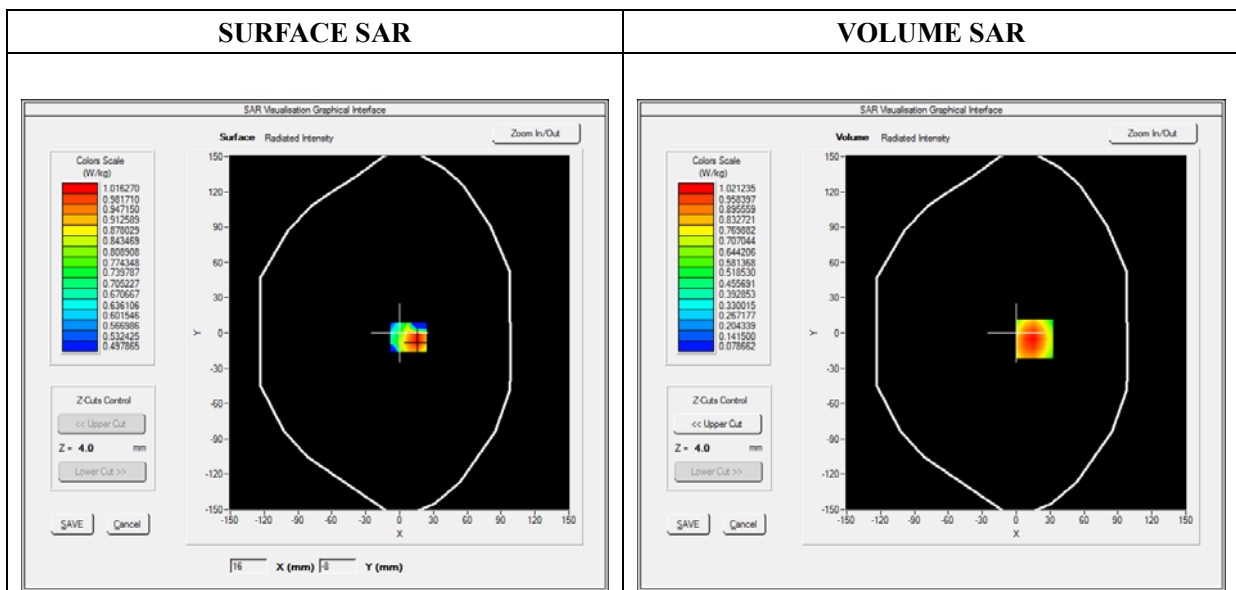 SURFACE SAR
SAR Visualisation Graphical Interface
Surface Radiated Intensity
Zoom In/Out
Colors Scale
(W/kg)
1.016270
0.981710
0.947150
0.912589
0.878029
0.843469
0.808908
0.774348
0.739787
0.705227
0.670667
0.636106
0.601546
0.566986
0.532425
0.497865
Z-Cuts Control
<< Upper Cut
Z = 4.0 mm
Lower Cut >>
SAVE Cancel
150
120
90
60
30
0
-30
-60
-90
-120
-150
Y
-150 -120 -90 -60 -30 0 30 60 90 120 150
X
16 X (mm) -8 Y (mm)
VOLUME SAR
SAR Visualisation Graphical Interface
Volume Radiated Intensity
Zoom In/Out
Colors Scale
(W/kg)
1.021235
0.958397
0.895559
0.832721
0.769882
0.707044
0.644206
0.581368
0.518530
0.455691
0.392853
0.330015
0.267177
0.204339
0.141500
0.078662
Z-Cuts Control
<< Upper Cut
Z = 4.0 mm
Lower Cut >>
SAVE Cancel
150
120
90
60
30
0
-30
-60
-90
-120
-150
Y
-150 -120 -90 -60 -30 0 30 60 90 120 150
X